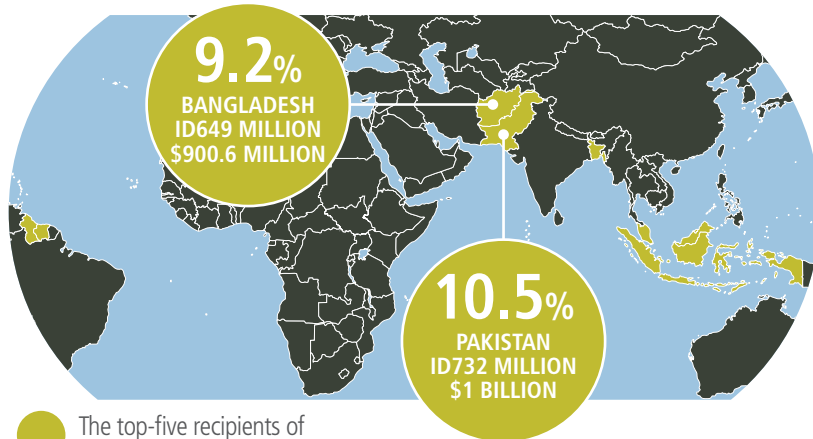 9.2%
BANGLADESH
ID649 MILLION
$900.6 MILLION
10.5%
PAKISTAN
ID732 MILLION
$1 BILLION
The top-five recipients of